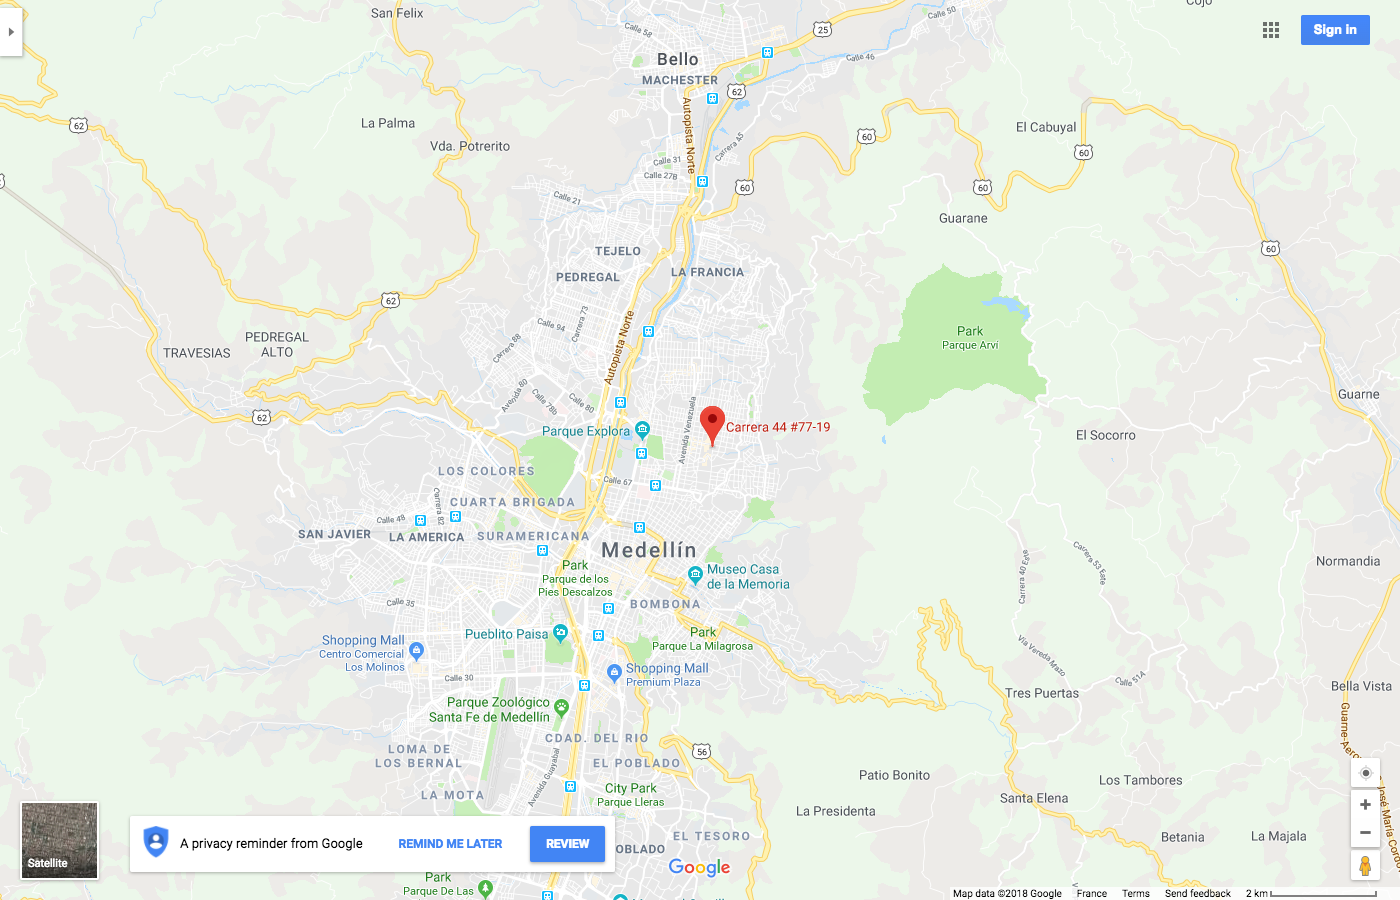 San Felix
Cojo
Calle 58
25
Calle 50
Sign in
Bello
MACHESTER
Calle 46
62
Autopista Norte
Carrera 45
62
La Palma
Vda. Potrerito
60
El Cabuyal
60
Calle 31
Calle 27B
60
60
Calle 21
Guarane
TEJELO
PEDREGAL
LA FRANCIA
60
62
Carrera 73
Calle 94
Carrera 88
Autopista Norte
PEDREGAL
ALTO
TRAVESIAS
Park
Parque Arví
Avenida 80
Calle 78b
Calle 80
62
Guarne
Avenida Venezuela
Parque Explora
Carrera 44 #77-19
El Socorro
LOS COLORES
Calle 67
CUARTA BRIGADA
Carrera 82
Calle 48
SAN JAVIER
LA AMERICA
SURAMERICANA
Medellín
Park
Parque de los
Pies Descalzos
Museo Casa
de la Memoria
Carrera 40 Este
Carrera 53 Este
Normandia
Calle 35
BOMBONA
Pueblito Paisa
Park
Parque La Milagrosa
Via Vereda Mazo
Shopping Mall
Centro Comercial
Los Molinos
Calle 30
Shopping Mall
Premium Plaza
Calle 51A
Tres Puertas
Bella Vista
Parque Zoológico
Santa Fe de Medellín
CDAD. DEL RIO
LOMA DE
LOS BERNAL
56
EL POBLADO
Avenida Guayabal
Patio Bonito
Los Tambores
City Park
Parque Lleras
LA MOTA
La Presidenta
Santa Elena
EL TESORO
Betania
La Majala
OBLADO
Satellite
A privacy reminder from Google
REMIND ME LATER
REVIEW
Google
Park
Parque De Las
Map data ©2018 Google
France
Terms
Send feedback
2 km